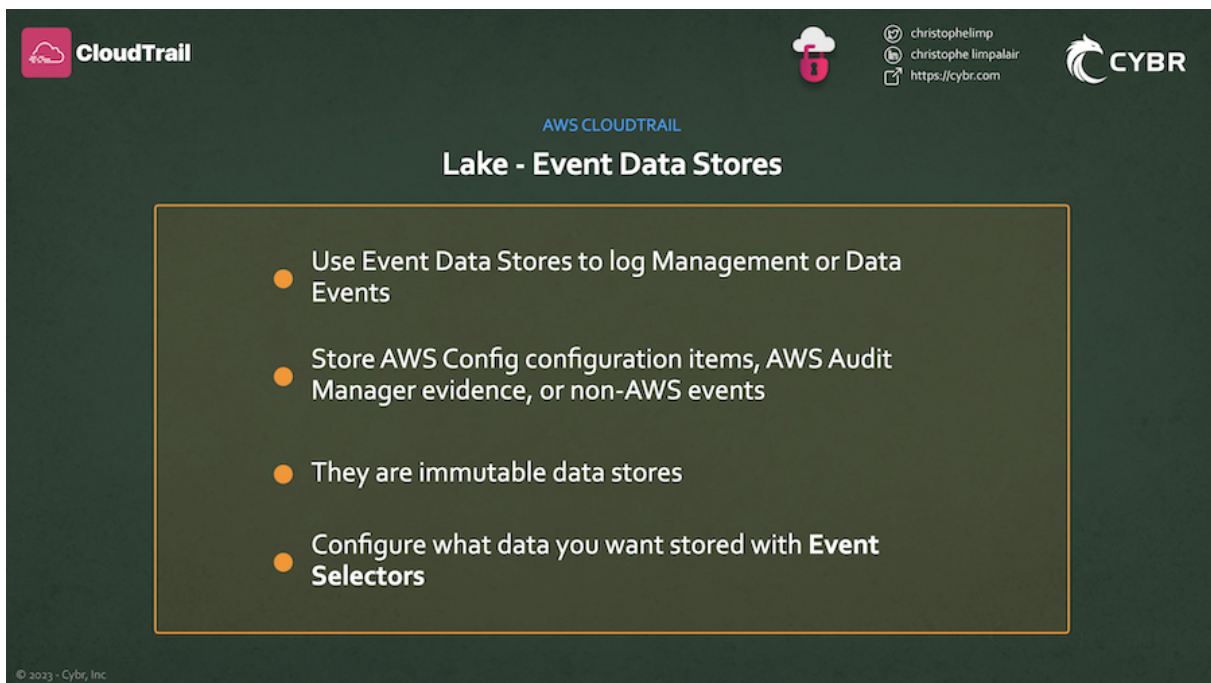 CloudTrail
christophelimp
christophe limpalair
https://cybr.com
CYBR
AWS CLOUDTRAIL
Lake - Event Data Stores
Use Event Data Stores to log Management or Data
Events
Store AWS Config configuration items, AWS Audit
Manager evidence, or non-AWS events
They are immutable data stores
Configure what data you want stored with Event
Selectors
© 2023 - Cybr, Inc